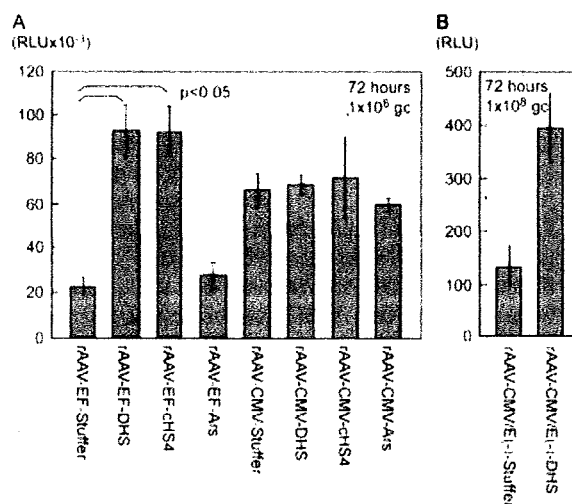 A
(RLUx10⁻³)
120
100
80
60
40
20
0
p<0.05
72 hours
1x10⁶ gc
rAAV-EF-Stuffer
rAAV-EF-DHS
rAAV-EF-cHS4
rAAV-EF-Ars
rAAV-CMV-Stuffer
rAAV-CMV-DHS
rAAV-CMV-cHS4
rAAV-CMV-Ars
B
(RLU)
500
400
300
200
100
0
72 hours
1x10⁸ gc
rAAV-CMV/E(-)-Stuffer
rAAV-CMV/E(-)-DHS